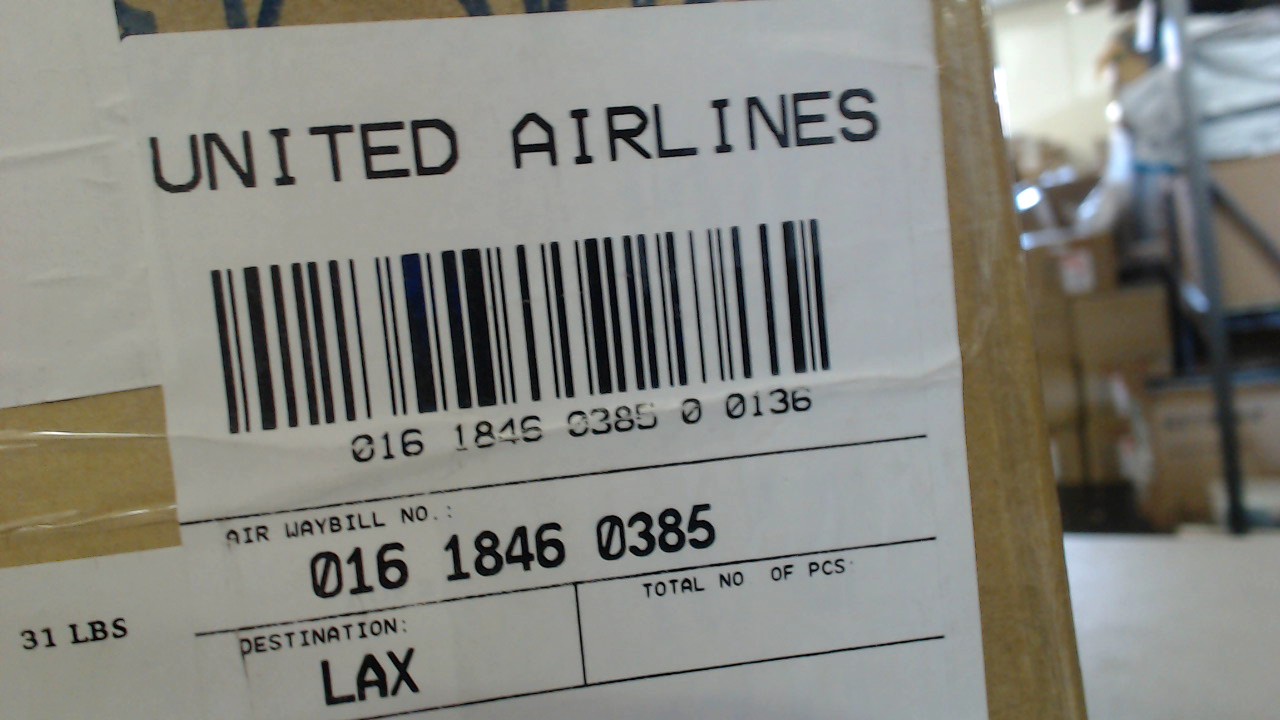 UNITED AIRLINES
016 1846 0385 0 0136
AIR WAYBILL NO.:
016 1846 0385
DESTINATION:
LAX
TOTAL NO OF PCS
31 LBS